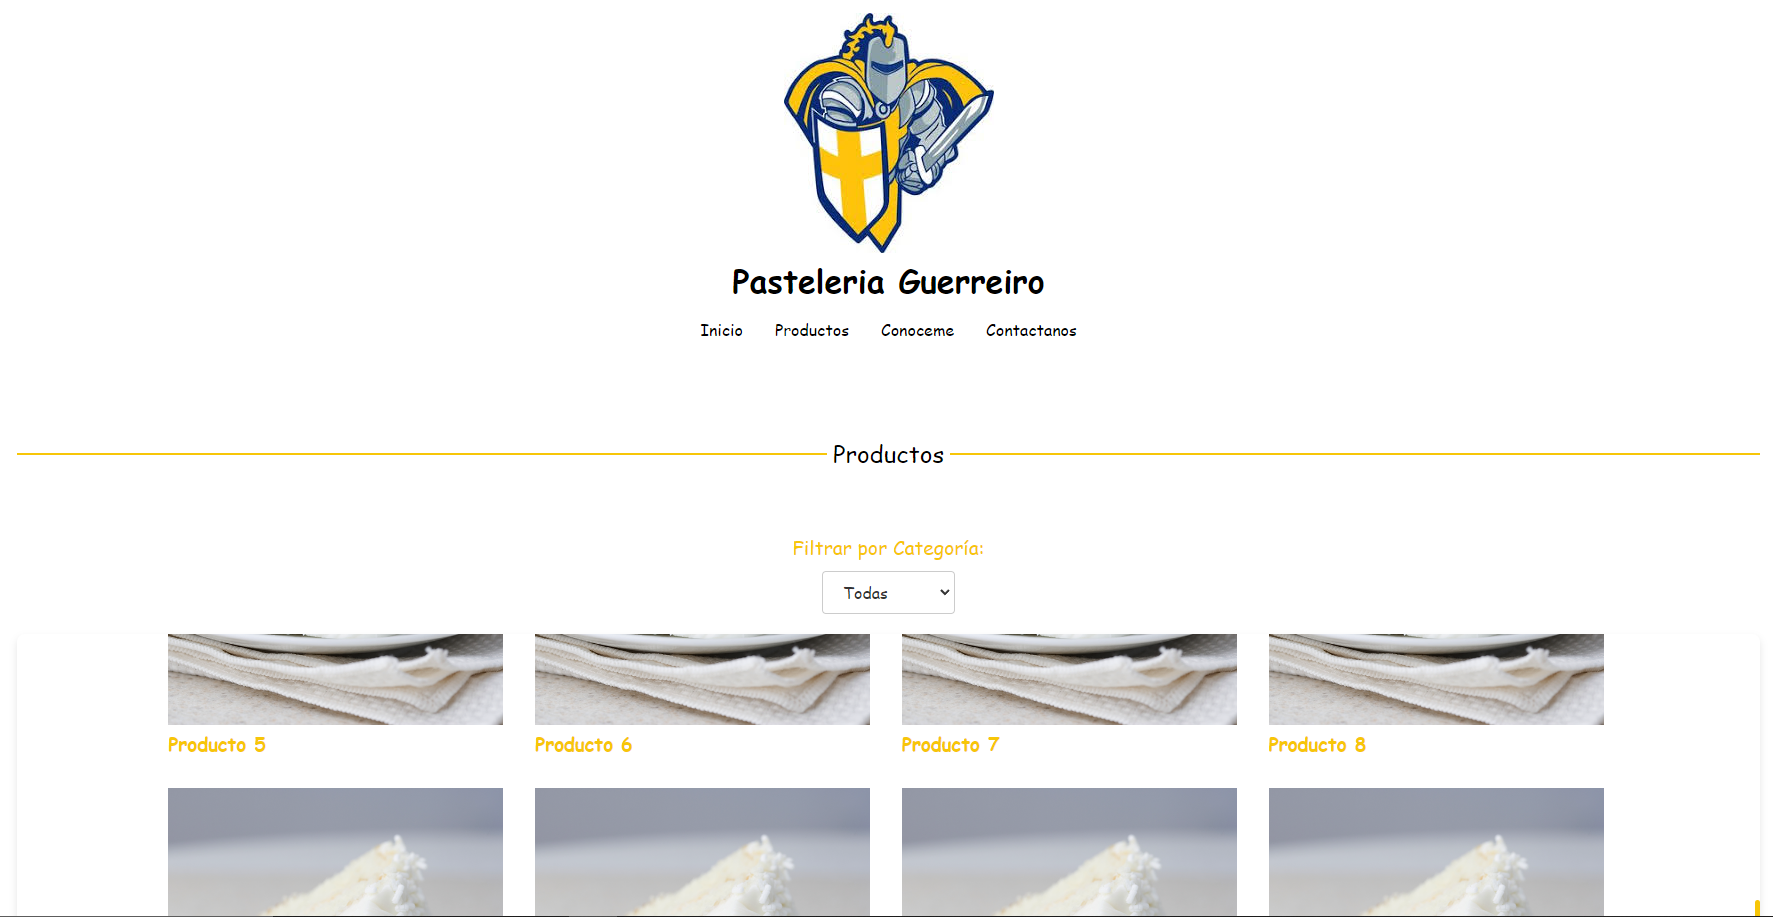 Pasteleria Guerreiro
Inicio Productos Conoceme Contactanos
Productos
Filtrar por Categoría:
Todas
Producto 5 Producto 6 Producto 7 Producto 8